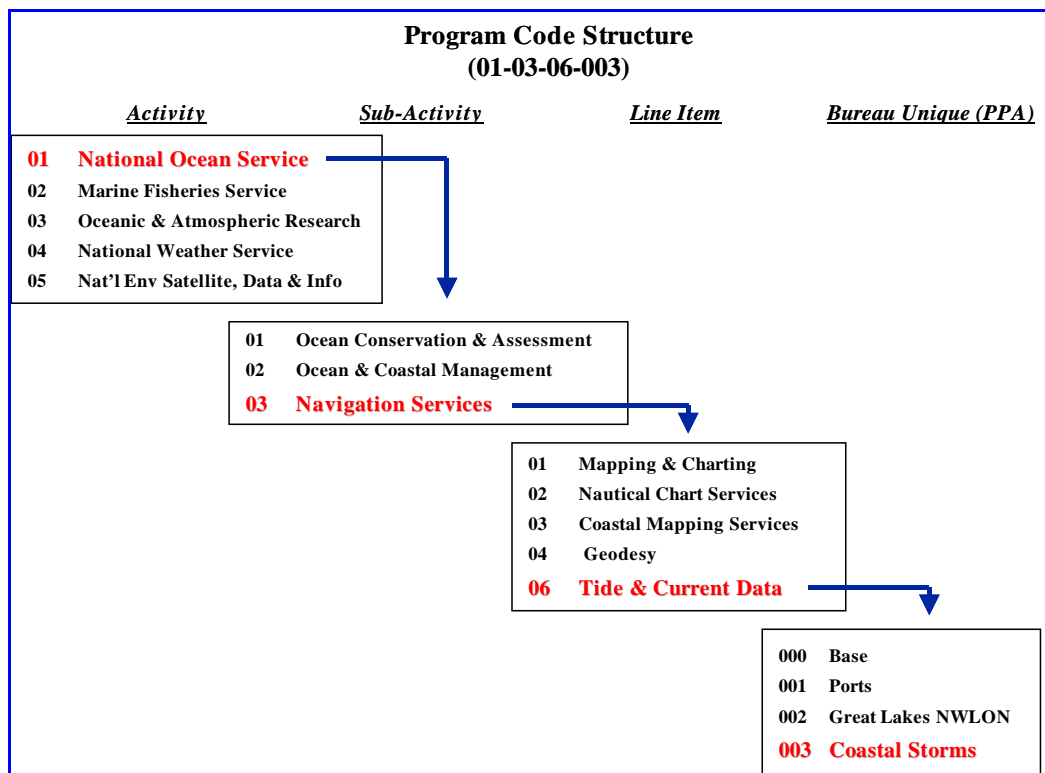 Program Code Structure
(01-03-06-003)
Activity Sub-Activity Line Item Bureau Unique (PPA)
01 National Ocean Service
02 Marine Fisheries Service
03 Oceanic & Atmospheric Research
04 National Weather Service
05 Nat’l Env Satellite, Data & Info
01 Ocean Conservation & Assessment
02 Ocean & Coastal Management
03 Navigation Services
01 Mapping & Charting
02 Nautical Chart Services
03 Coastal Mapping Services
04 Geodesy
06 Tide & Current Data
000 Base
001 Ports
002 Great Lakes NWLON
003 Coastal Storms